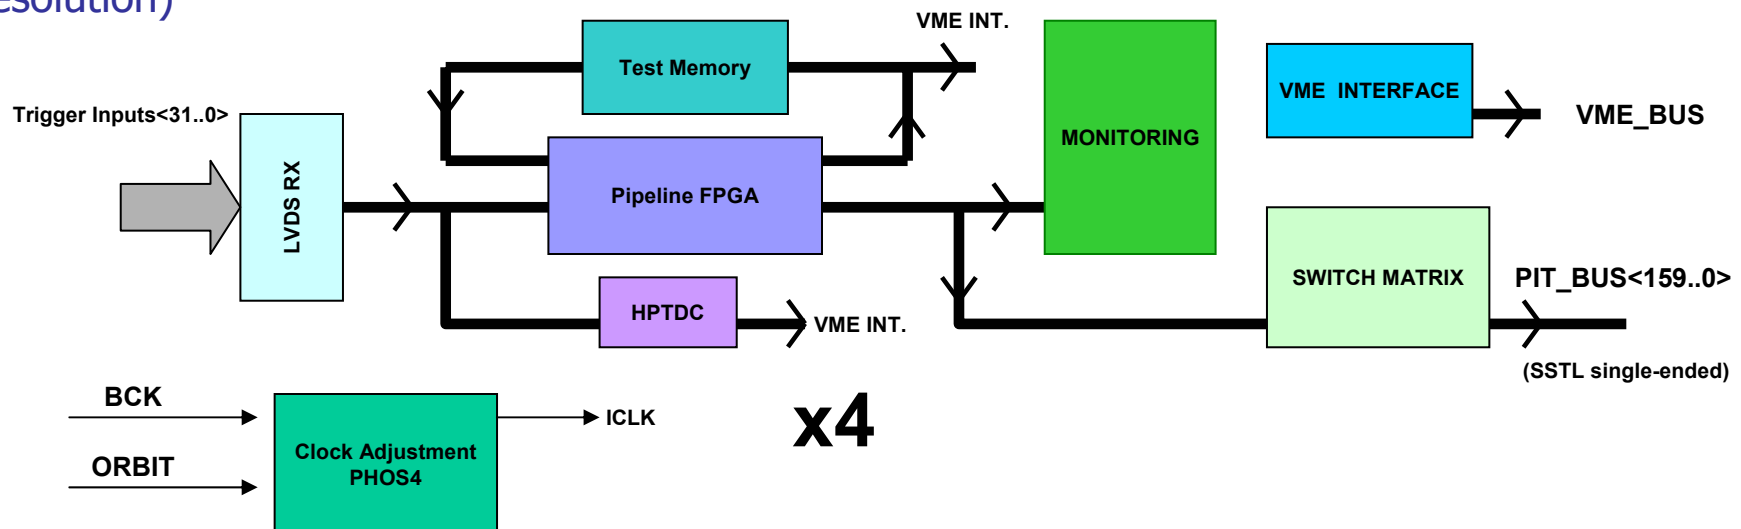 esolution)
VME INT.
Test Memory
VME  INTERFACE
Trigger Inputs<31..0>
VME_BUS
MONITORING
LVDS RX
Pipeline FPGA
SWITCH MATRIX
PIT_BUS<159..0>
HPTDC
VME INT.
(SSTL single-ended)
BCK
x4
ICLK
Clock Adjustment
PHOS4
ORBIT